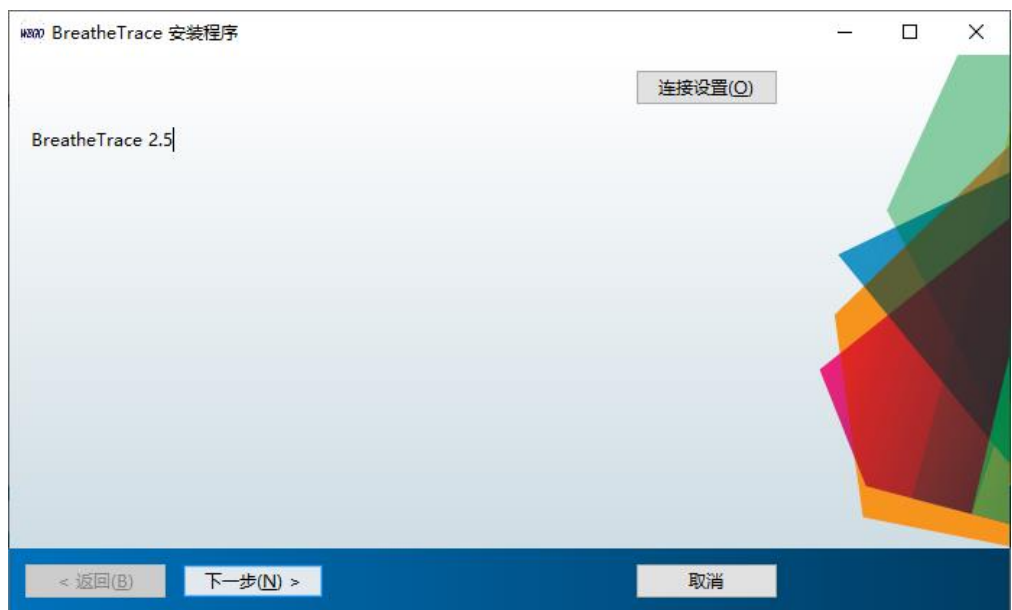 BreatheTrace 安装程序
连接设置(O)
BreatheTrace 2.5
< 返回(B)
下一步(N) >
取消